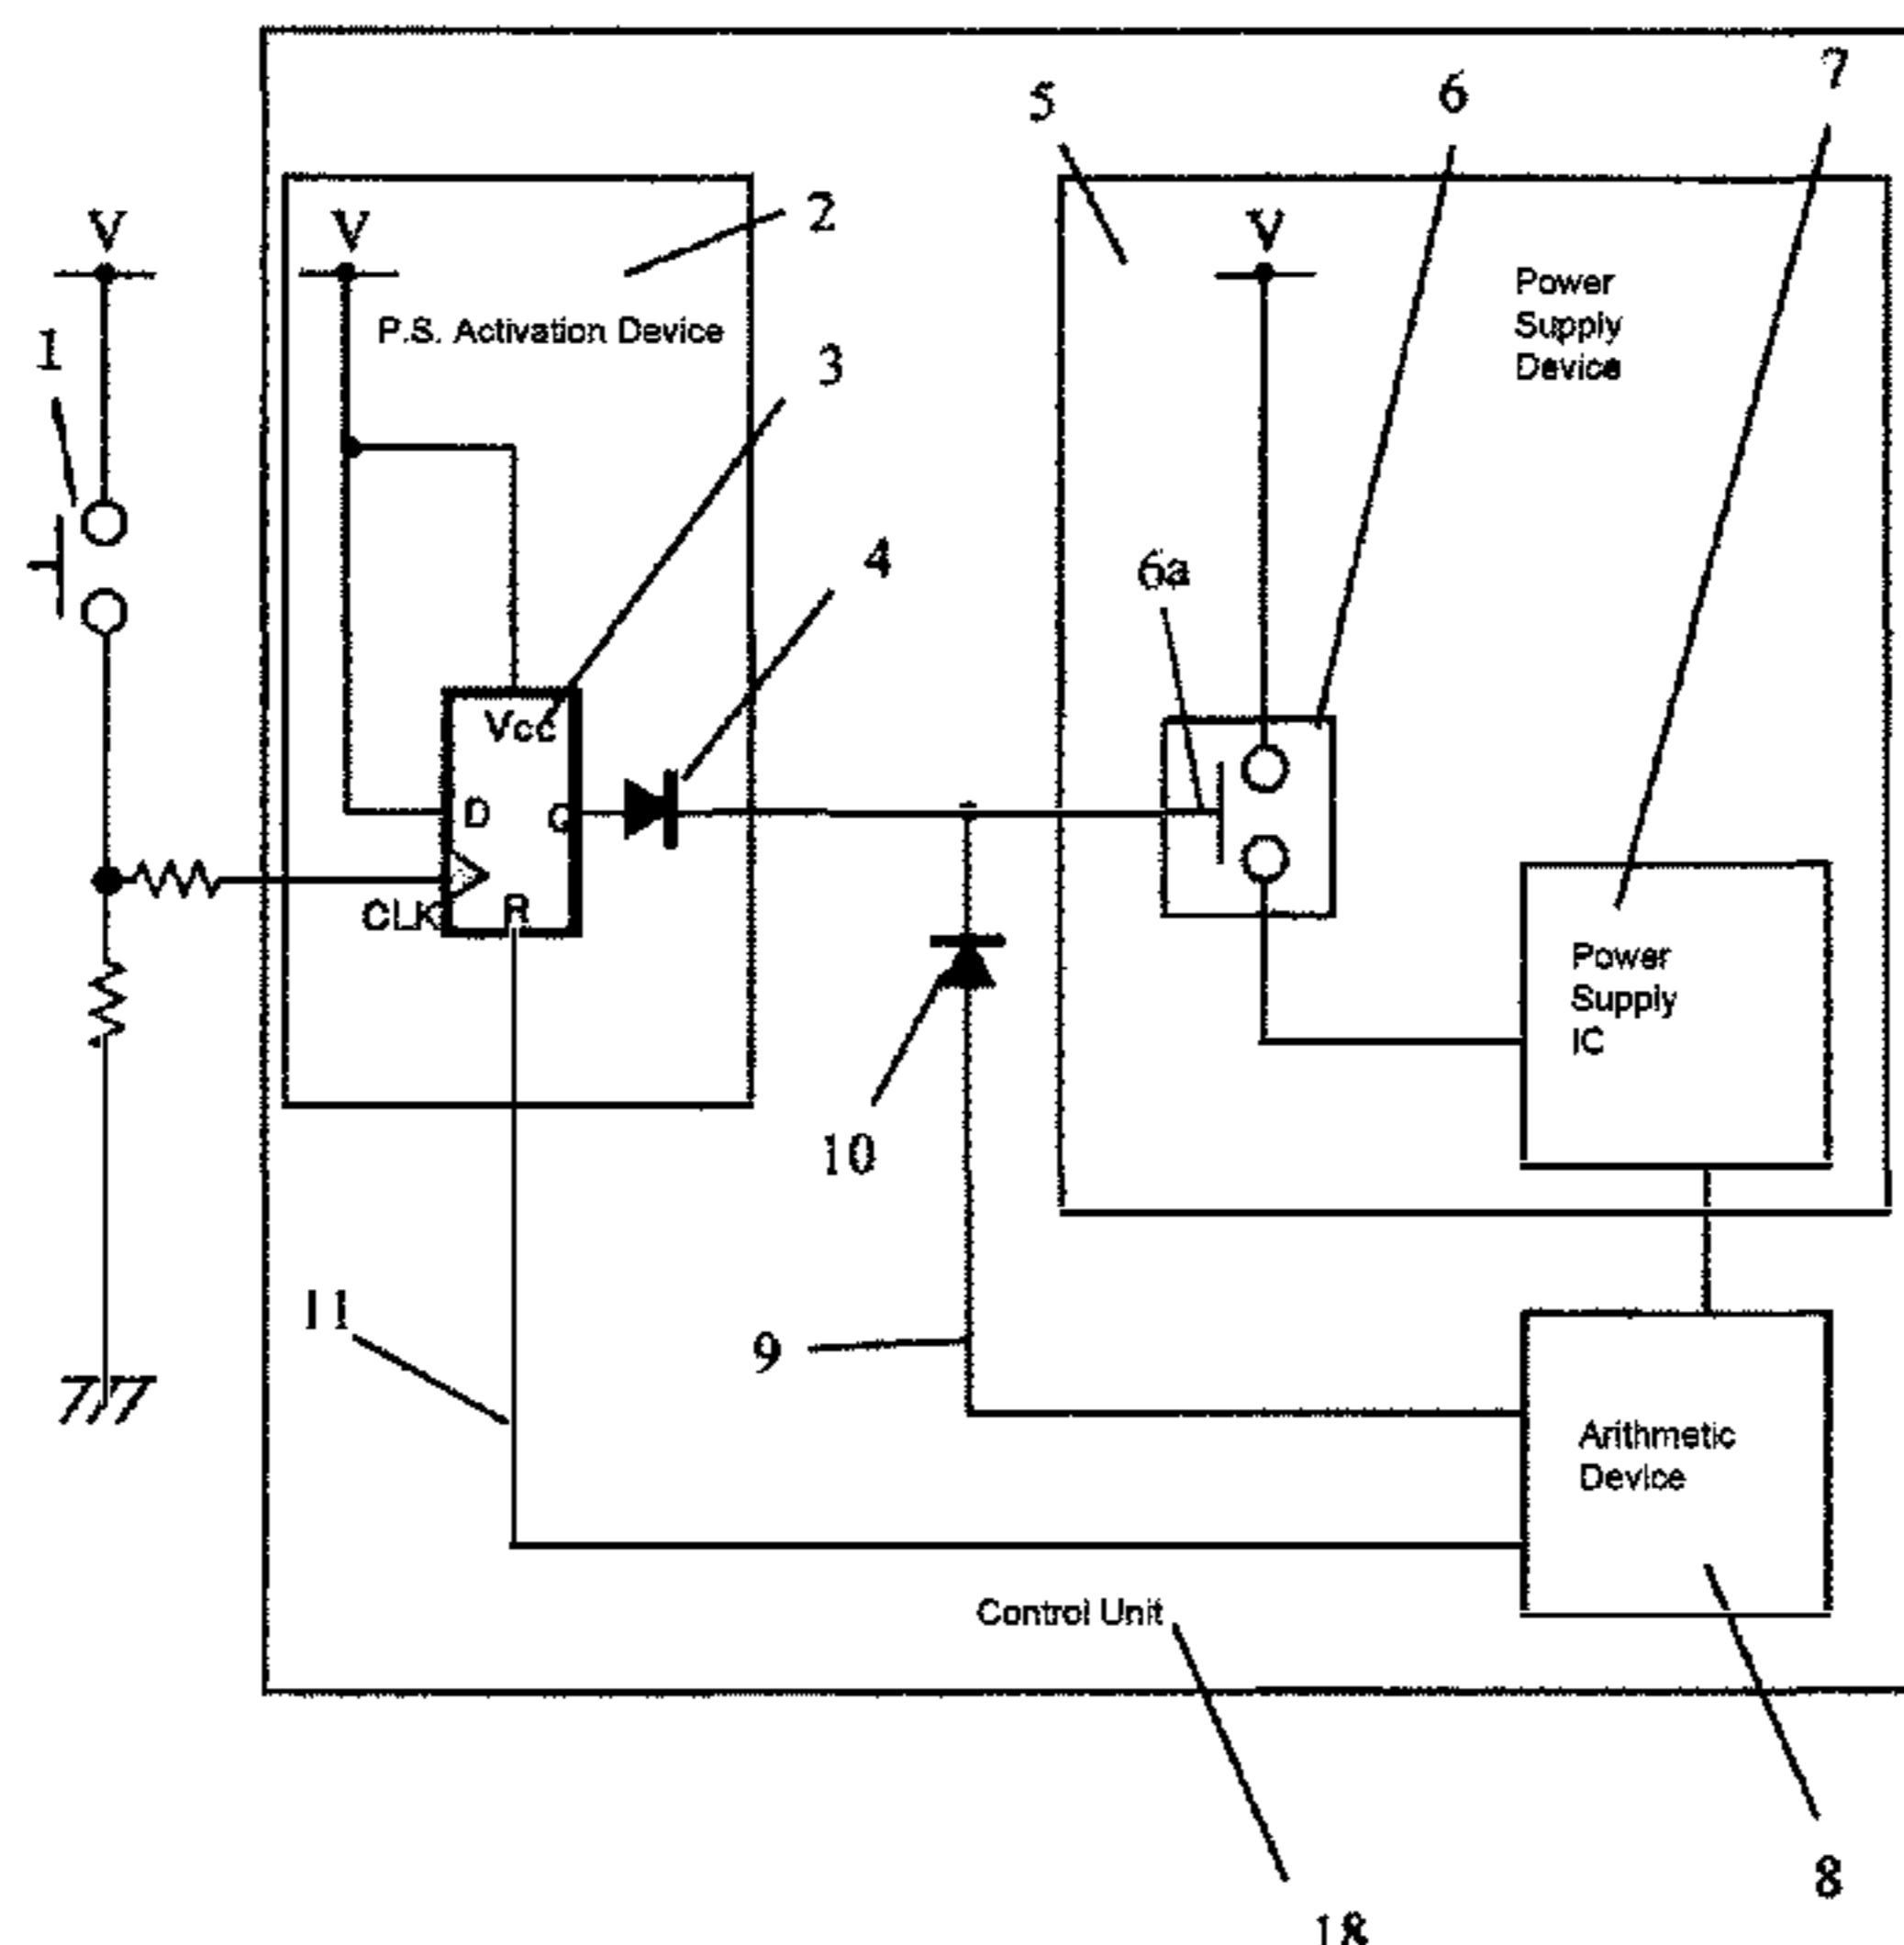 7
5
6
2
V
V
V
Power
Supply
Device
P.S. Activation Device
1
3
4
6a
Vcc
D
Q
CLK
R
Power
Supply
IC
10
11
9
Arithmetic
Device
Control Unit
8
18